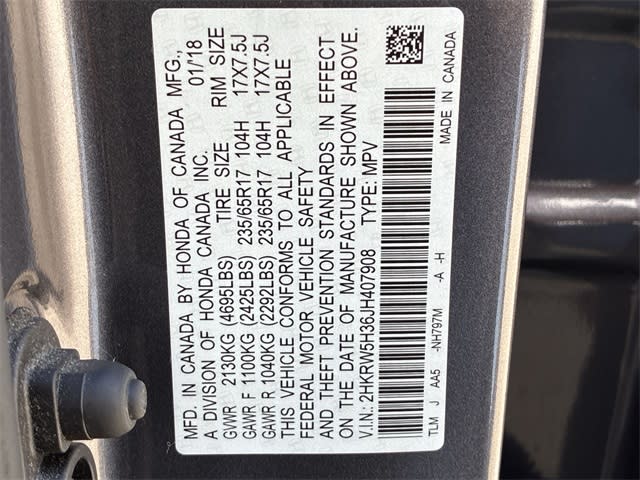 MFD. IN CANADA BY HONDA OF CANADA MFG.,
A DIVISION OF HONDA CANADA INC. 01/18
GVWR 2130KG (4695LBS) TIRE SIZE RIM SIZE
GAWR F 1100KG (2425LBS) 235/65R17 104H 17X7.5J
GAWR R 1040KG (2292LBS) 235/65R17 104H 17X7.5J
THIS VEHICLE CONFORMS TO ALL APPLICABLE
FEDERAL MOTOR VEHICLE SAFETY
AND THEFT PREVENTION STANDARDS IN EFFECT
ON THE DATE OF MANUFACTURE SHOWN ABOVE.
V.I.N.: 2HKRW5H36JH407908 TYPE: MPV
TLM J AA5 -NH797M -A -H MADE IN CANADA